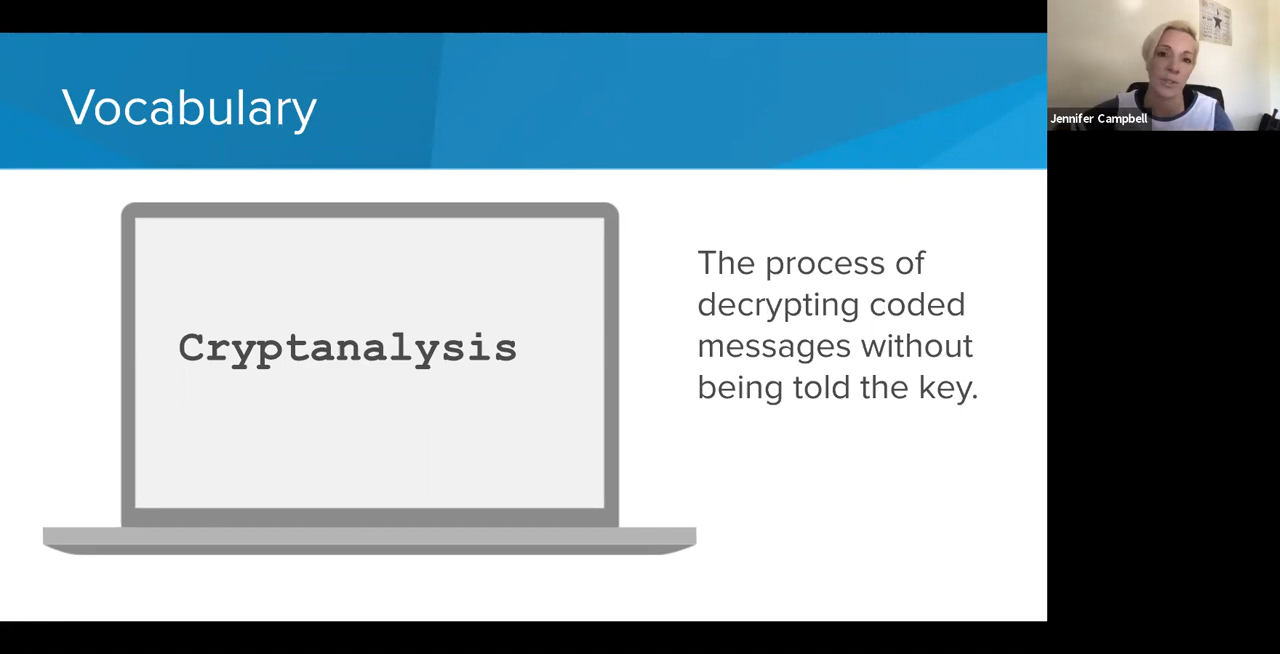 Vocabulary
Cryptanalysis
The process of
decrypting coded
messages without
being told the key.
Jennifer Campbell